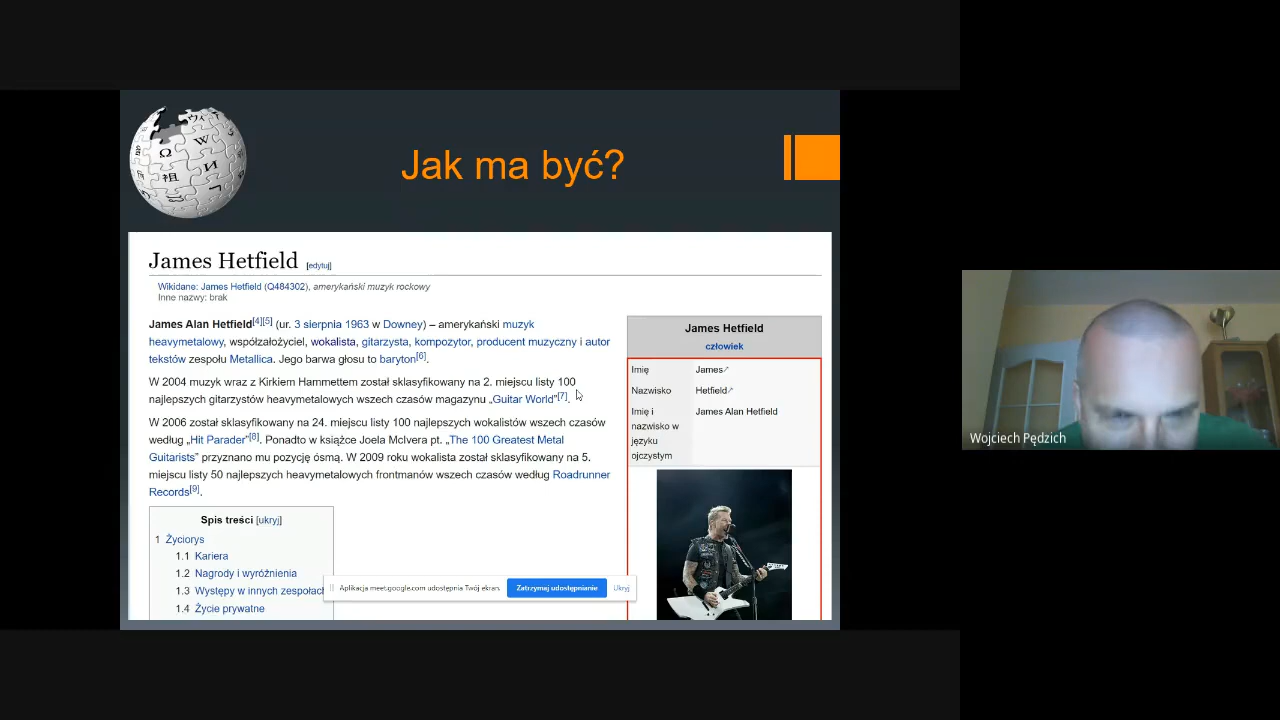 Jak ma być?
James Hetfield [edytuj]
Wikidane: James Hetfield (Q484302), amerykański muzyk rockowy
Inne nazwy: brak
James Alan Hetfield[4][5] (ur. 3 sierpnia 1963 w Downey) – amerykański muzyk
heavymetalowy, współzałożyciel, wokalista, gitarzysta, kompozytor, producent muzyczny i autor
tekstów zespołu Metallica. Jego barwa głosu to baryton[6].
W 2004 muzyk wraz z Kirkiem Hammettem został sklasyfikowany na 2. miejscu listy 100
najlepszych gitarzystów heavymetalowych wszech czasów magazynu „Guitar World”[7].
W 2006 został sklasyfikowany na 24. miejscu listy 100 najlepszych wokalistów wszech czasów
według „Hit Parader”[8]. Ponadto w książce Joela McIvera pt. „The 100 Greatest Metal
Guitarists” przyznano mu pozycję ósmą. W 2009 roku wokalista został sklasyfikowany na 5.
miejscu listy 50 najlepszych heavymetalowych frontmanów wszech czasów według Roadrunner
Records[9].
Spis treści [ukryj]
1 Życiorys
1.1 Kariera
1.2 Nagrody i wyróżnienia
1.3 Występy w innych zespołach
1.4 Życie prywatne
James Hetfield
człowiek
Imię James
Nazwisko Hetfield
Imię i James Alan Hetfield
nazwisko w
języku
ojczystym
Aplikacja meet.google.com udostępnia Twój ekran. Zatrzymaj udostępnianie Ukryj
Wojciech Pędzich
W
Ω
И
祖